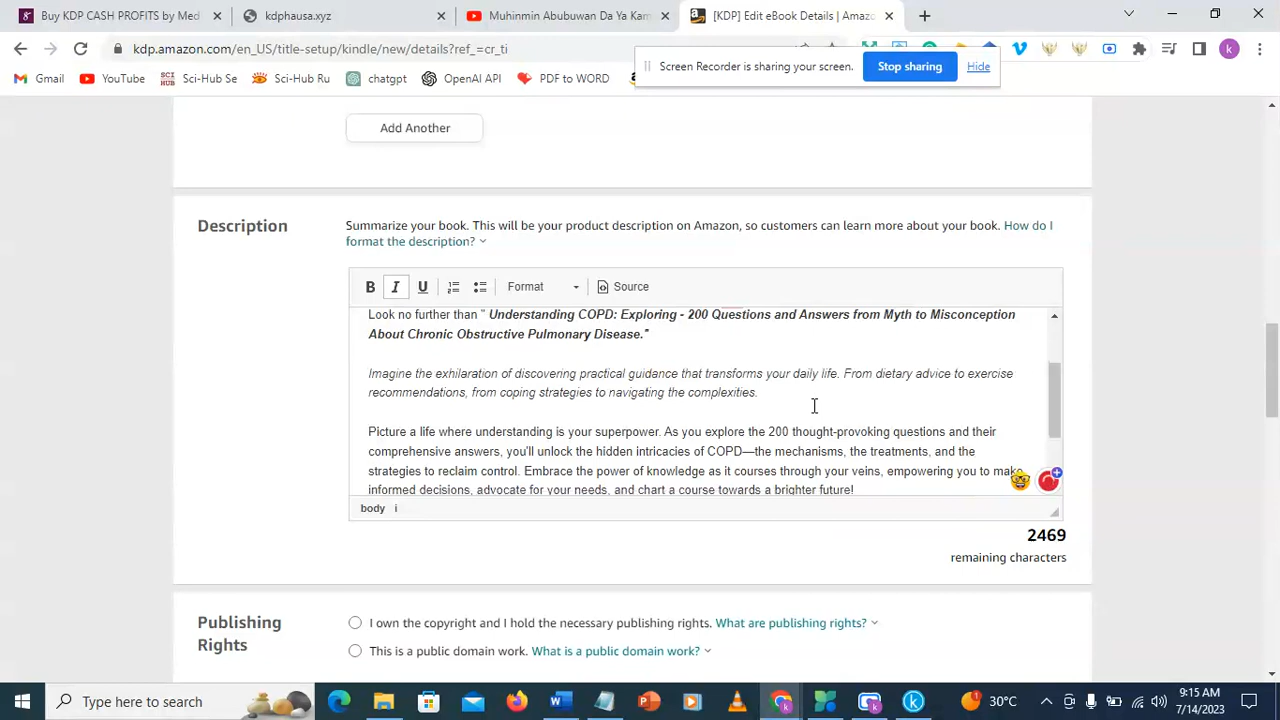 Buy KDP CASH PROFITS by Med
kdphausa.xyz
Muhinmin Abubuwan Da Ya Kam
[KDP] Edit eBook Details | Amazo
kdp.amazon.com/en_US/title-setup/kindle/new/details?ref_=cr_ti
k
Screen Recorder is sharing your screen. Stop sharing Hide
Gmail YouTube Sci-Hub Se Sci-Hub Ru chatgpt OpenAI API PDF to WORD
Add Another
Description
Summarize your book. This will be your product description on Amazon, so customers can learn more about your book. How do I
format the description?
B I U Format Source
Look no further than " Understanding COPD: Exploring - 200 Questions and Answers from Myth to Misconception
About Chronic Obstructive Pulmonary Disease."
Imagine the exhilaration of discovering practical guidance that transforms your daily life. From dietary advice to exercise
recommendations, from coping strategies to navigating the complexities.
Picture a life where understanding is your superpower. As you explore the 200 thought-provoking questions and their
comprehensive answers, you'll unlock the hidden intricacies of COPD—the mechanisms, the treatments, and the
strategies to reclaim control. Embrace the power of knowledge as it courses through your veins, empowering you to make
informed decisions, advocate for your needs, and chart a course towards a brighter future!
body i
2469
remaining characters
Publishing
Rights
I own the copyright and I hold the necessary publishing rights. What are publishing rights?
This is a public domain work. What is a public domain work?
Type here to search
1 30°C
9:15 AM
7/14/2023